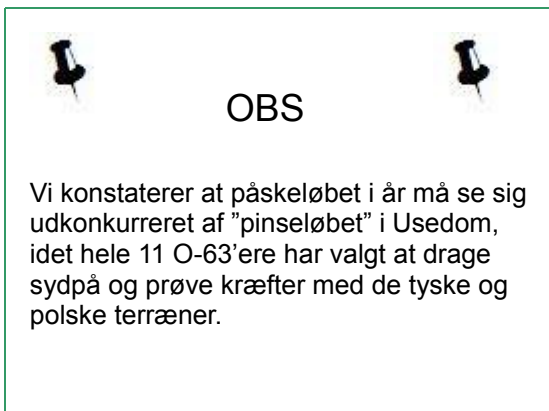 OBS
Vi konstaterer at påskeløbet i år må se sig
udkonkurreret af ”pinseløbet” i Usedom,
idet hele 11 O-63’ere har valgt at drage
sydpå og prøve kræfter med de tyske og
polske terræner.